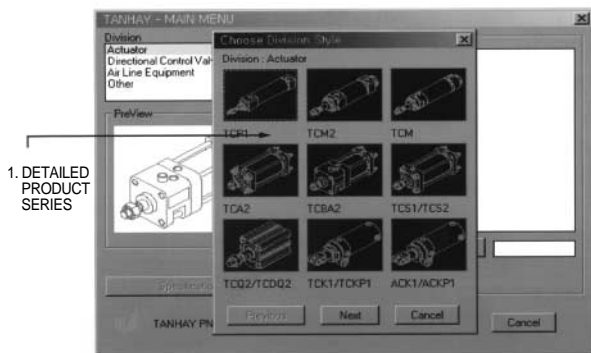 TANHAY - MAIN MENU
Division
Actuator
Directional Control Val
Air Line Equipment
Other
PreView
Choose Division Style
Division : Actuator
TCP1 TCM2 TCM
TCA2 TCBA2 TCS1/TCS2
TCQ2/TCDQ2 TCK1/TCKP1 ACK1/ACKP1
Previous Next Cancel
1. DETAILED
PRODUCT
SERIES
Specificatio
TANHAY PN
Cancel